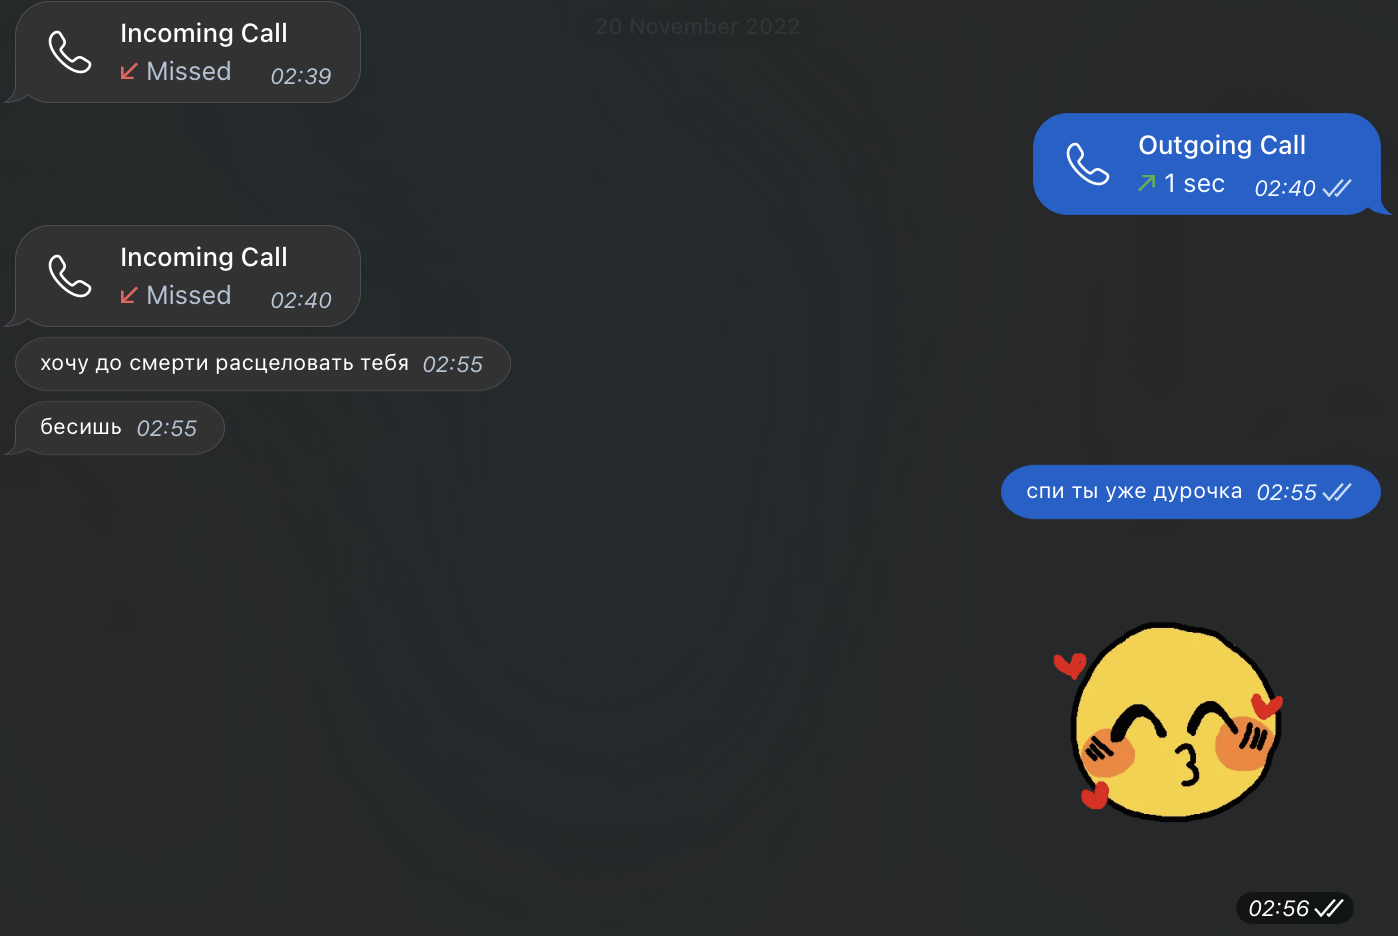 20 November 2022
Incoming Call
Missed 02:39
Outgoing Call
1 sec 02:40
Incoming Call
Missed 02:40
хочу до смерти расцеловать тебя 02:55
бесишь 02:55
спи ты уже дурочка 02:55
02:56